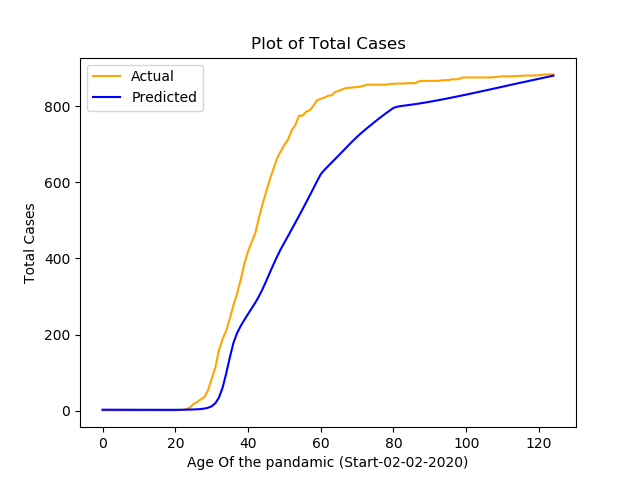 Plot of Total Cases
Actual
Predicted
Total Cases
800
600
400
200
0
0 20 40 60 80 100 120
Age Of the pandamic (Start-02-02-2020)